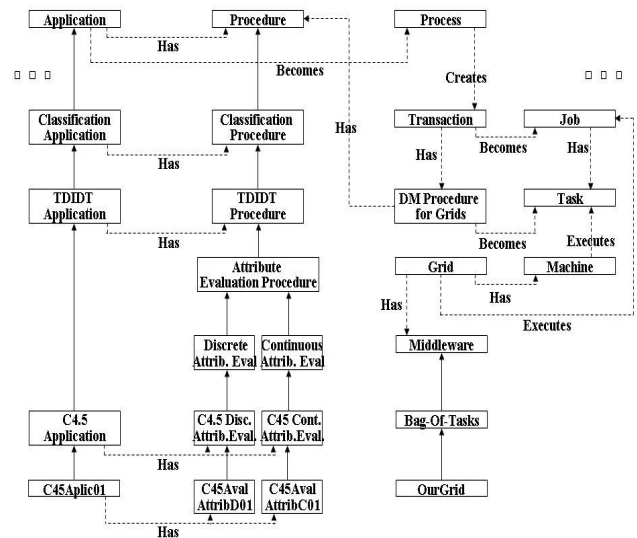 Application
Procedure
Process
Has
Becomes
Creates
Classification
Application
Classification
Procedure
Transaction
Job
Has
Has
Has
Becomes
Has
TDIDT
Application
TDIDT
Procedure
DM Procedure
for Grids
Task
Has
Becomes
Executes
Attribute
Evaluation Procedure
Grid
Machine
Has
Has
Executes
Discrete
Attrib. Eval
Continuous
Attrib. Eval
Middleware
C4.5
Application
C4.5 Disc.
Attrib.Eval.
C45 Cont.
Attrib.Eval.
Bag-Of-Tasks
Has
C45Aplic01
C45Aval
AttribD01
C45Aval
AttribC01
OurGrid
Has